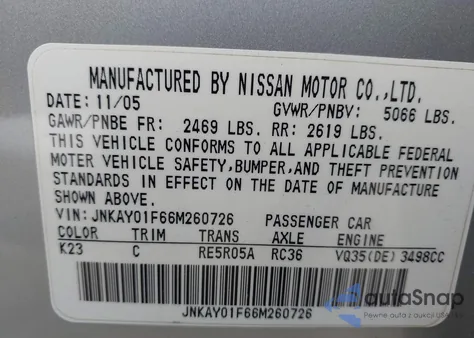 MANUFACTURED BY NISSAN MOTOR CO.,LTD.
DATE: 11/05 GVWR/PNBV: 5066 LBS.
GAWR/PNBE FR: 2469 LBS. RR: 2619 LBS.
THIS VEHICLE CONFORMS TO ALL APPLICABLE FEDERAL
MOTER VEHICLE SAFETY,BUMPER,AND THEFT PREVENTION
STANDARDS IN EFFECT ON THE DATE OF MANUFACTURE
SHOWN ABOVE.
VIN: JNKAY01F66M260726 PASSENGER CAR
COLOR TRIM TRANS AXLE ENGINE
K23 C RE5R05A RC36 VQ35(DE) 3498CC
JNKAY01F66M260726
autaSnap
Pewne auta z